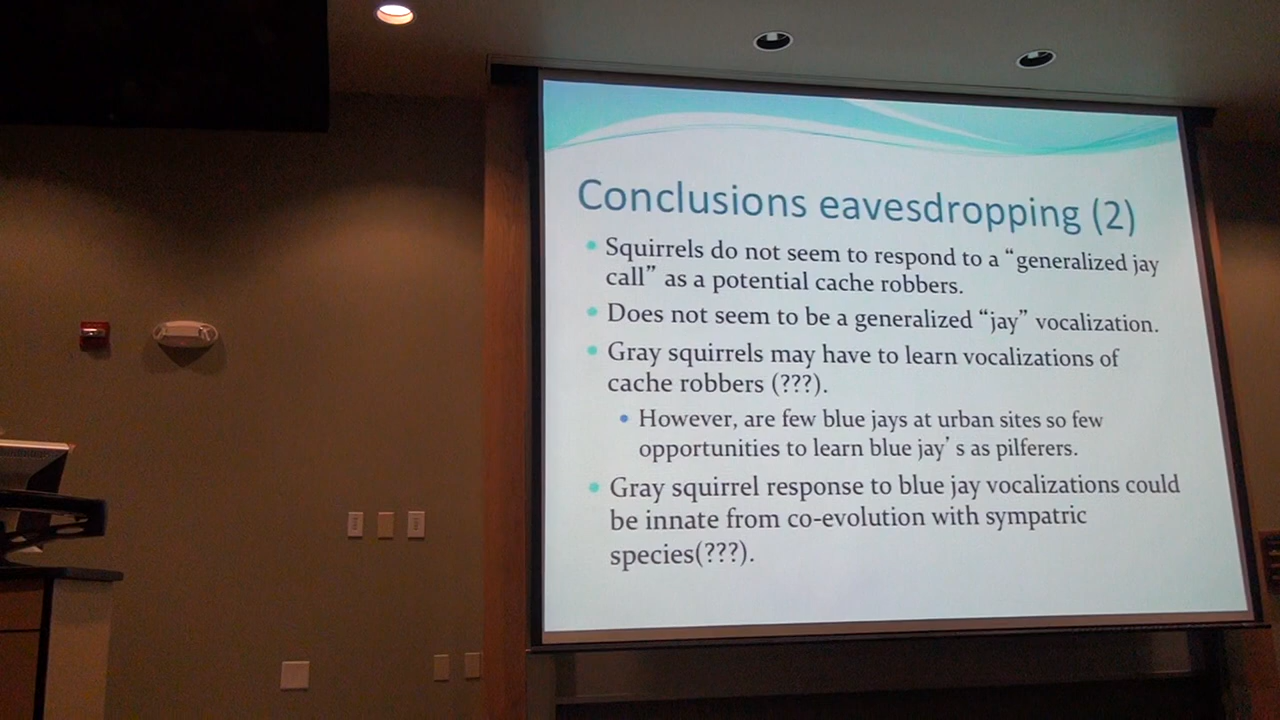 Conclusions eavesdropping (2)
Squirrels do not seem to respond to a “generalized jay
call” as a potential cache robbers.
Does not seem to be a generalized “jay” vocalization.
Gray squirrels may have to learn vocalizations of
cache robbers (???).
However, are few blue jays at urban sites so few
opportunities to learn blue jay’ s as pilferers.
Gray squirrel response to blue jay vocalizations could
be innate from co-evolution with sympatric
species(???).